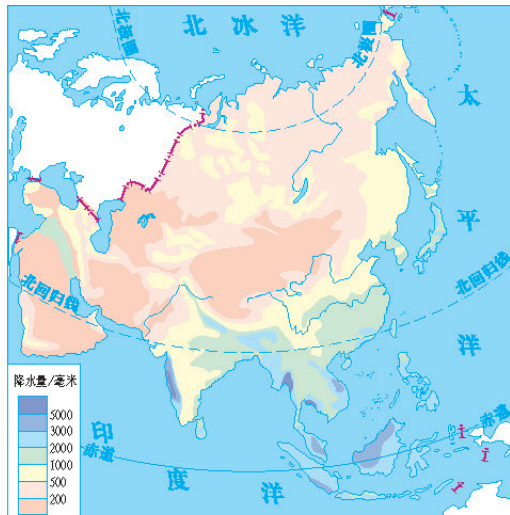 北冰洋
北极圈
北极圈
太平洋
北回归线
北回归线
降水量/毫米
5000
3000
2000
1000
500
200
印度洋
赤道
赤道